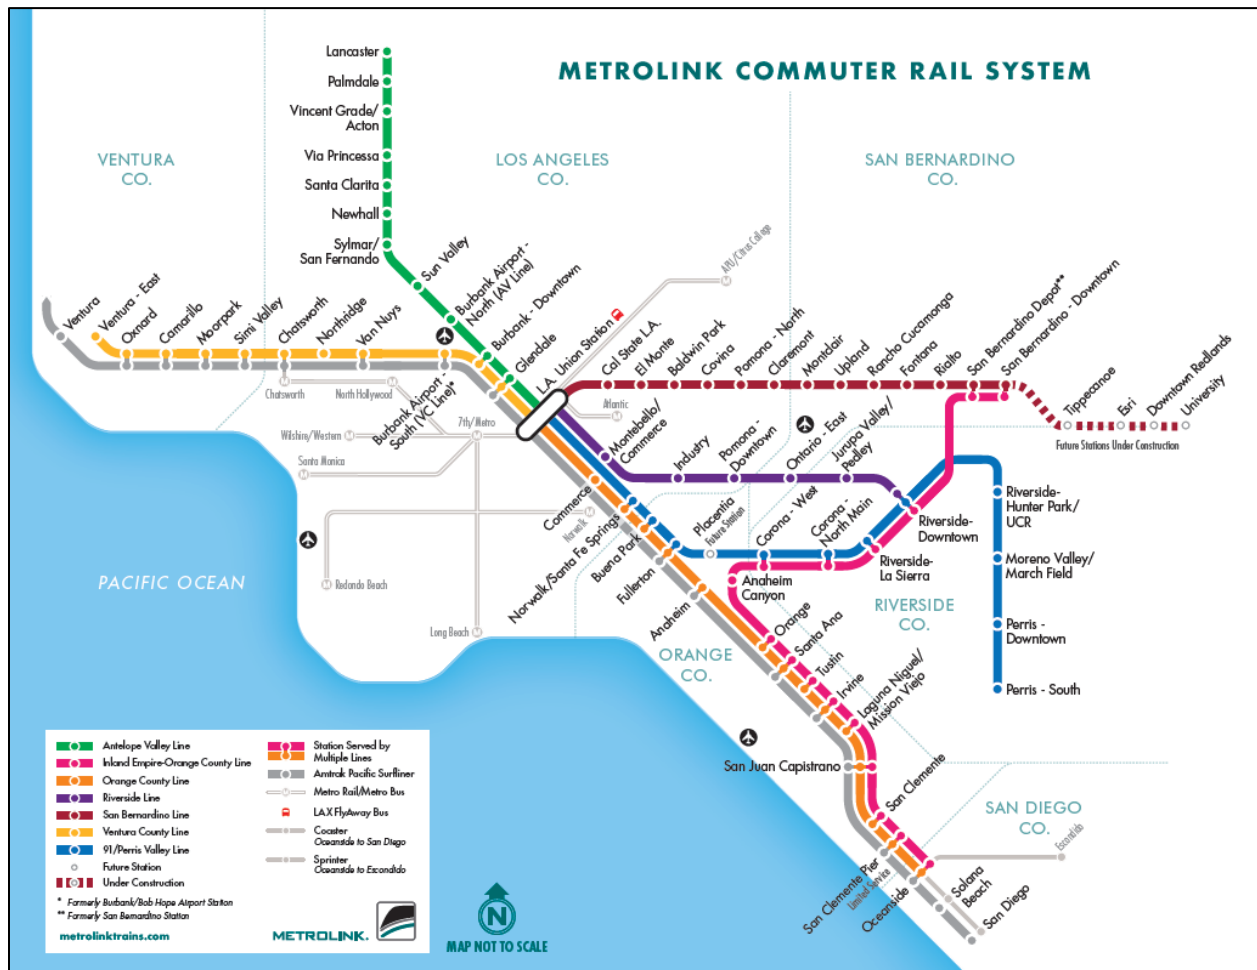 METROLINK COMMUTER RAIL SYSTEM
VENTURA
CO.
LOS ANGELES
CO.
SAN BERNARDINO
CO.
Lancaster
Palmdale
Vincent Grade/
Acton
Via Princessa
Santa Clarita
Newhall
Sylmar/
San Fernando
Sun Valley
Burbank Airport -
North (AV Line)
Burbank - Downtown
Glendale
L.A. Union Station
APU/Citrus College
Ventura
Ventura - East
Oxnard
Camarillo
Moorpark
Simi Valley
Chatsworth
Northridge
Van Nuys
Burbank Airport -
South (VC Line)*
Chatsworth
North Hollywood
Wilshire/Western
7th/Metro
Santa Monica
Atlantic
Norwalk
Redondo Beach
Long Beach
Cal State L.A.
El Monte
Baldwin Park
Covina
Pomona - North
Claremont
Montclair
Upland
Rancho Cucamonga
Fontana
Rialto
San Bernardino Depot**
San Bernardino - Downtown
Tippecanoe
Esri
Downtown Redlands
University
Future Stations Under Construction
Montebello/
Commerce
Industry
Pomona -
Downtown
Ontario - East
Jurupa Valley/
Pedley
Riverside-
Downtown
Riverside-
Hunter Park/
UCR
Moreno Valley/
March Field
Perris -
Downtown
Perris - South
Commerce
Norwalk/Santa Fe Springs
Buena Park
Fullerton
Placentia
Future Station
Corona - West
Corona -
North Main
Riverside-
La Sierra
Anaheim
Canyon
Anaheim
Orange
Santa Ana
Tustin
Irvine
Laguna Niguel/
Mission Viejo
San Juan Capistrano
San Clemente
San Clemente Pier
Limited Service
Oceanside
Escondido
Solana
Beach
San Diego
PACIFIC OCEAN
RIVERSIDE
CO.
ORANGE
CO.
SAN DIEGO
CO.
Antelope Valley Line
Inland Empire-Orange County Line
Orange County Line
Riverside Line
San Bernardino Line
Ventura County Line
91/Perris Valley Line
Future Station
Under Construction
* Formerly Burbank/Bob Hope Airport Station
** Formerly San Bernardino Station
metrolinktrains.com
Station Served by
Multiple Lines
Amtrak Pacific Surfliner
Metro Rail/Metro Bus
LAX FlyAway Bus
Coaster
Oceanside to San Diego
Sprinter
Oceanside to Escondido
METROLINK.
N
MAP NOT TO SCALE